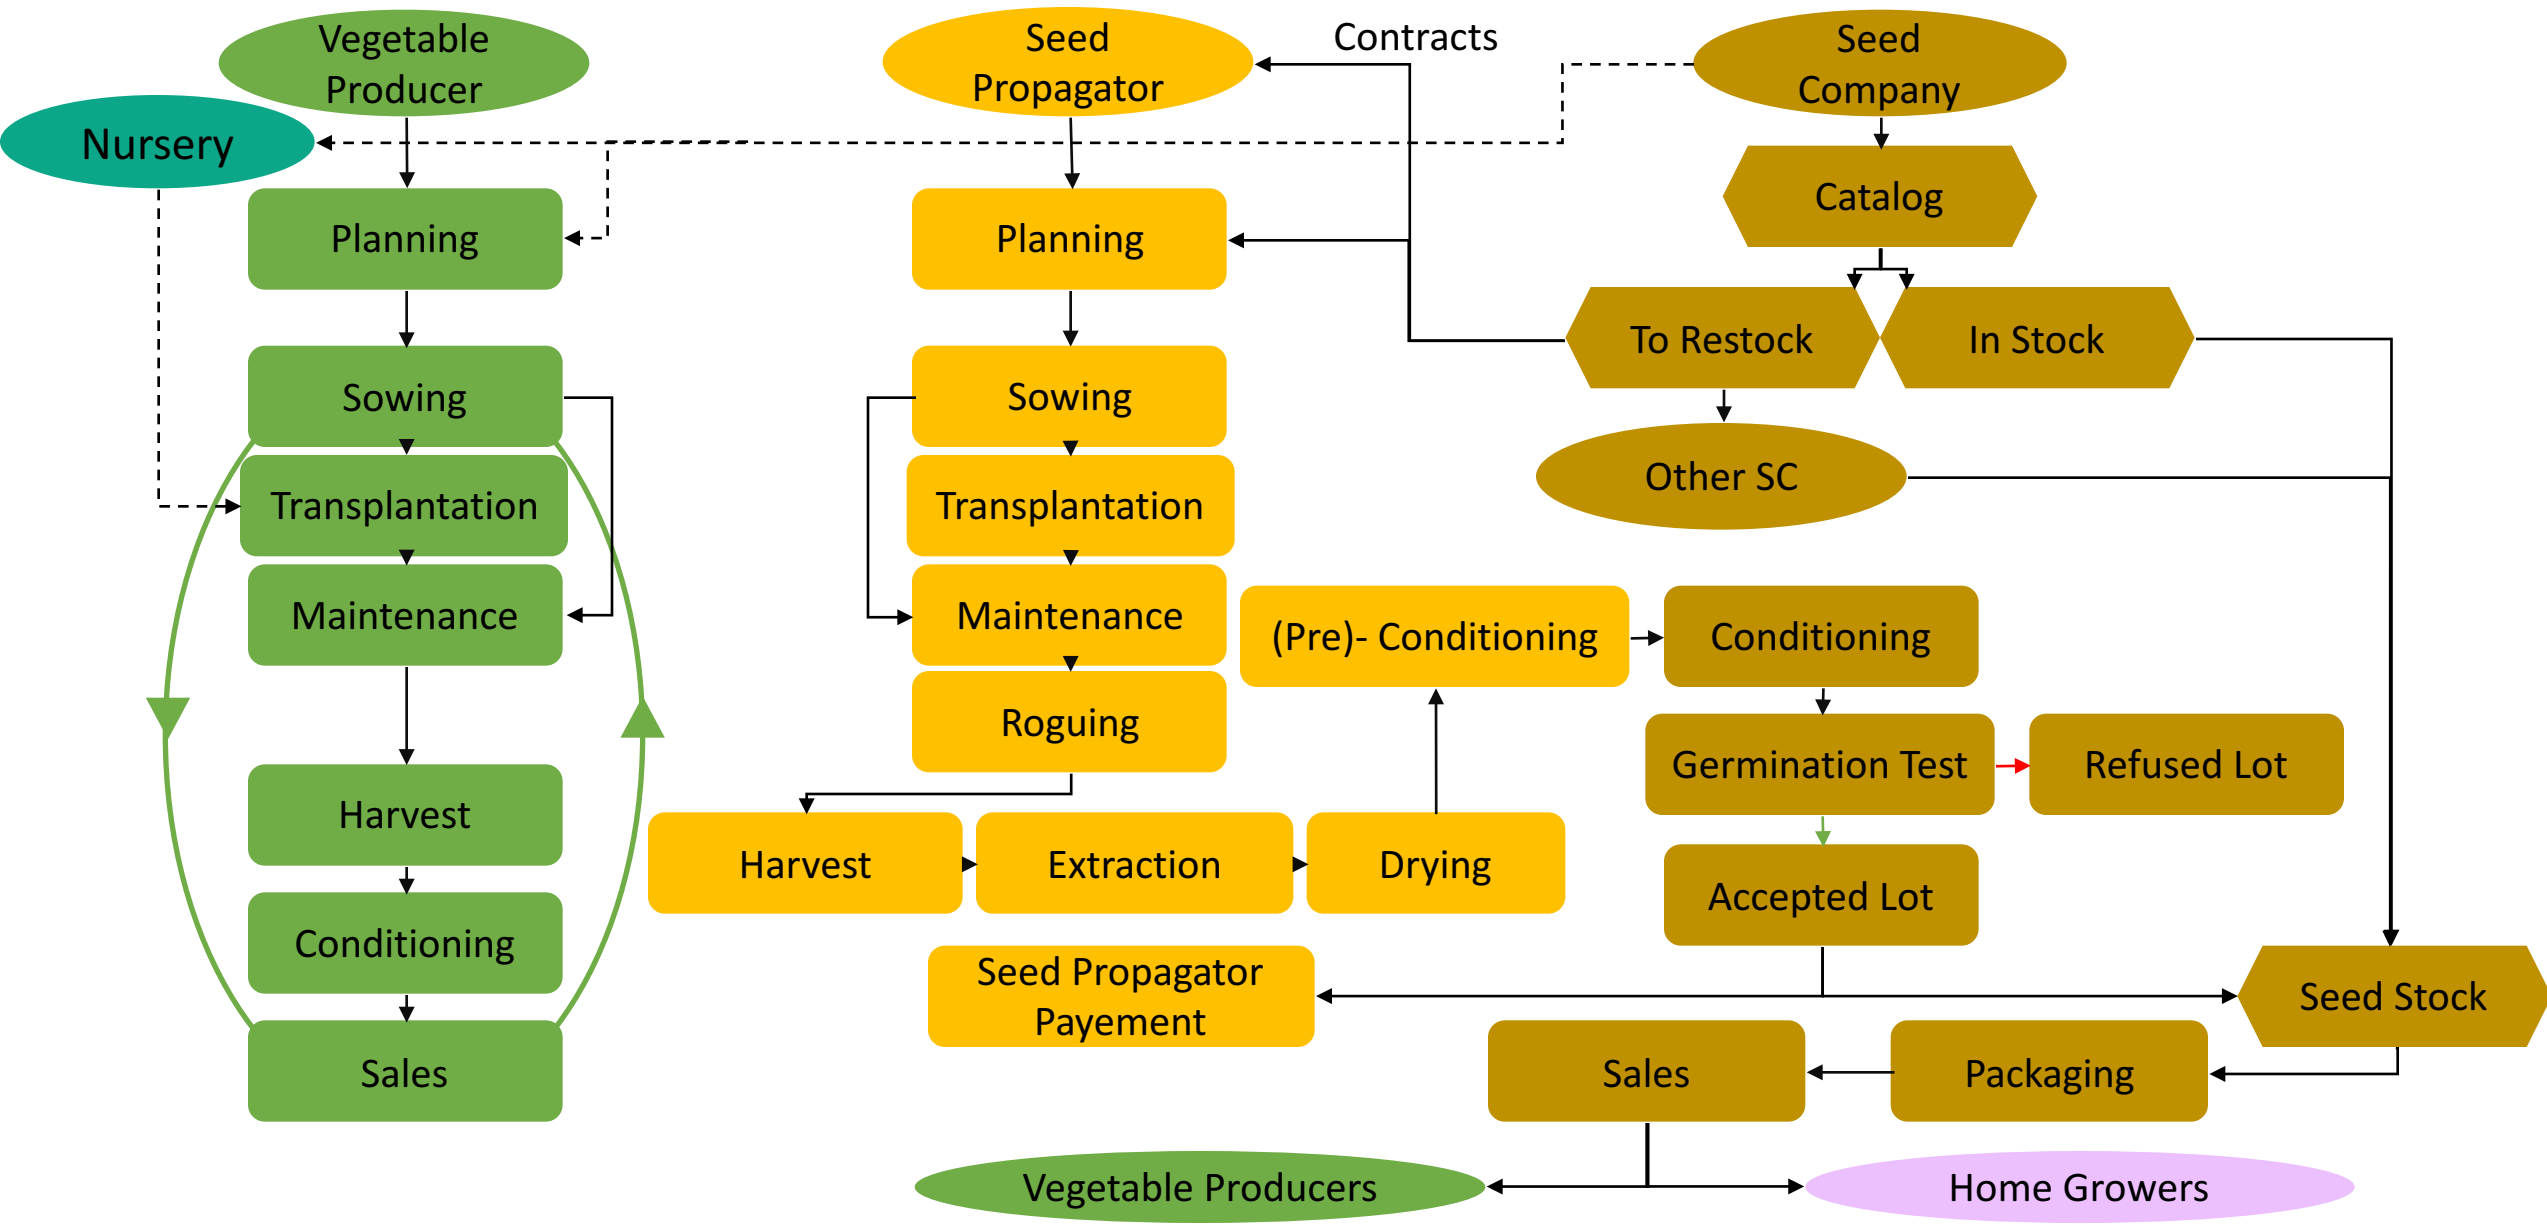 Vegetable
Producer
Nursery
Planning
Sowing
Transplantation
Maintenance
Harvest
Conditioning
Sales
Seed
Propagator
Planning
Sowing
Transplantation
Maintenance
Roguing
Harvest
Extraction
Drying
(Pre)- Conditioning
Seed Propagator
Payement
Contracts
Seed
Company
Catalog
To Restock
In Stock
Other SC
Conditioning
Germination Test
Refused Lot
Accepted Lot
Seed Stock
Packaging
Sales
Vegetable Producers
Home Growers